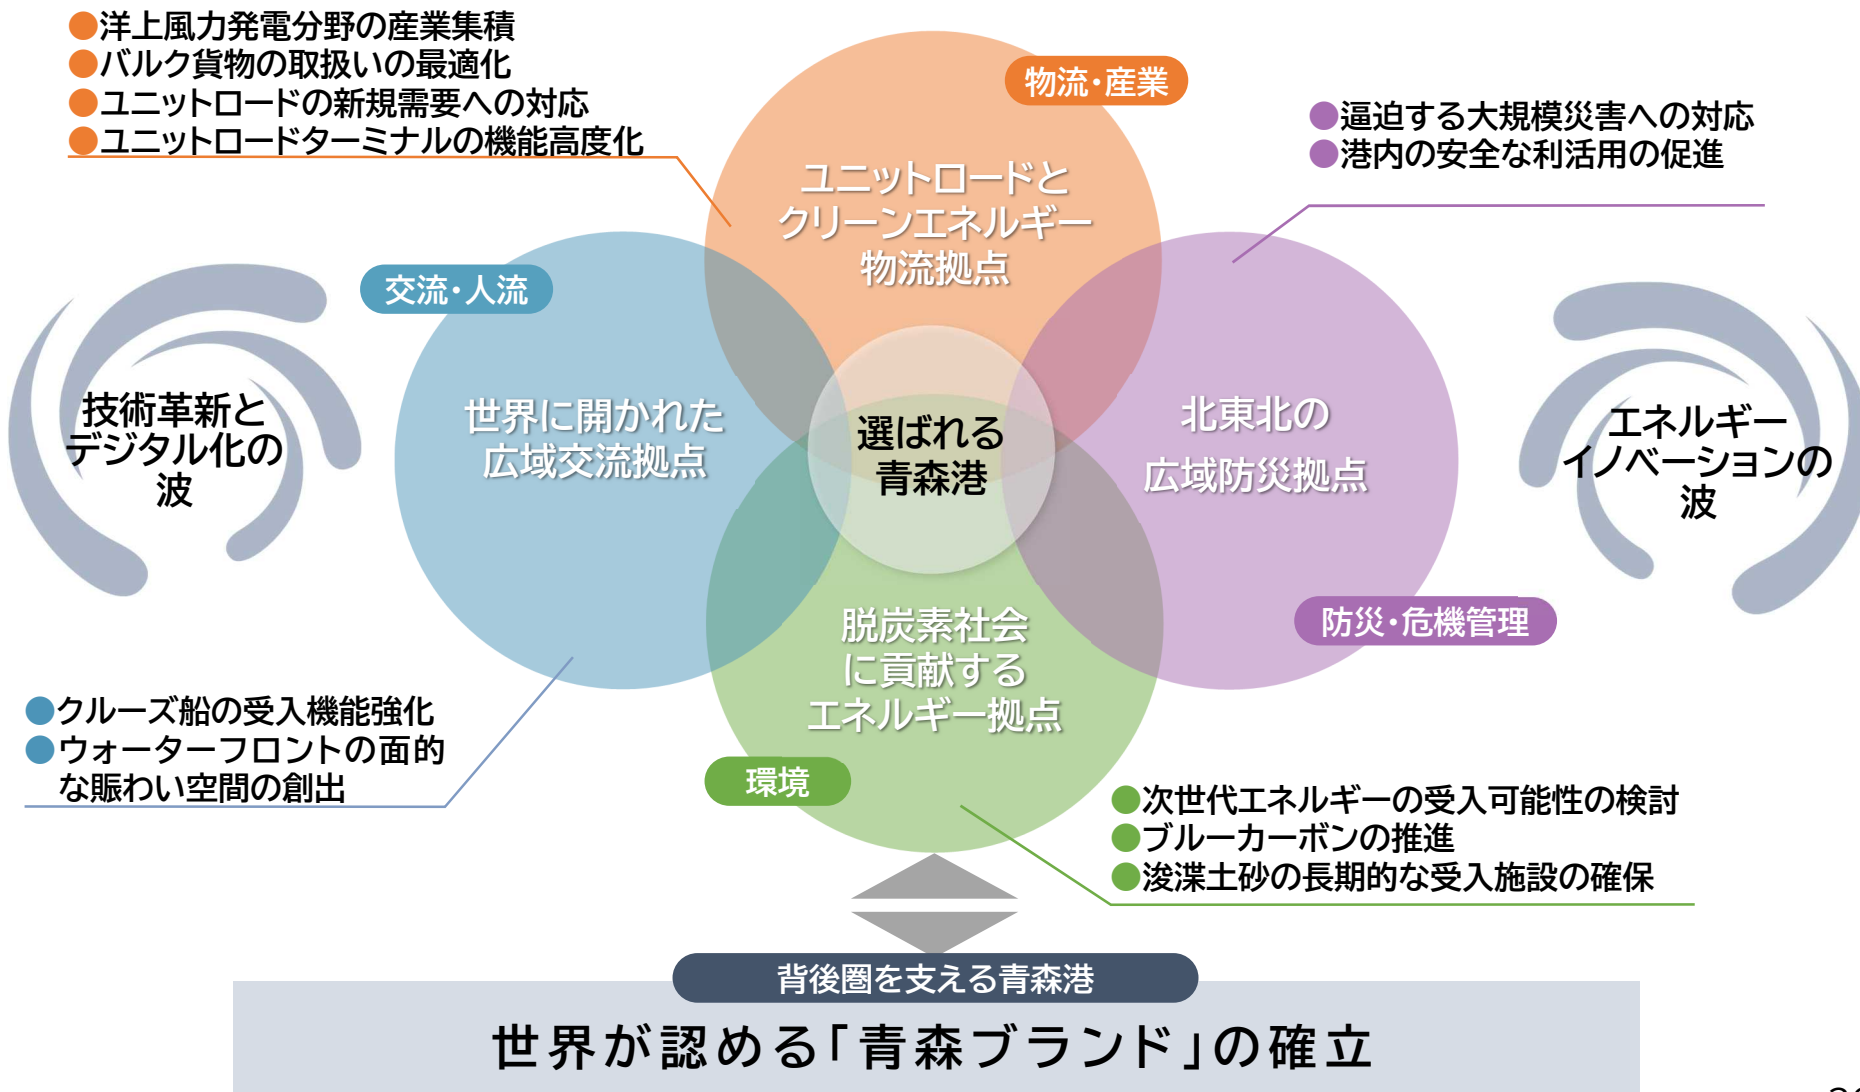 ●洋上風力発電分野の産業集積
●バルク貨物の取扱いの最適化
●ユニットロードの新規需要への対応
●ユニットロードターミナルの機能高度化
物流・産業
●逼迫する大規模災害への対応
●港内の安全な利活用の促進
ユニットロードと
クリーンエネルギー
物流拠点
交流・人流
技術革新と
デジタル化の
波
世界に開かれた
広域交流拠点
選ばれる
青森港
北東北の
広域防災拠点
エネルギー
イノベーションの
波
防災・危機管理
脱炭素社会
に貢献する
エネルギー拠点
環境
●クルーズ船の受入機能強化
●ウォーターフロントの面的
な賑わい空間の創出
●次世代エネルギーの受入可能性の検討
●ブルーカーボンの推進
●浚渫土砂の長期的な受入施設の確保
背後圏を支える青森港
世界が認める「青森ブランド」の確立